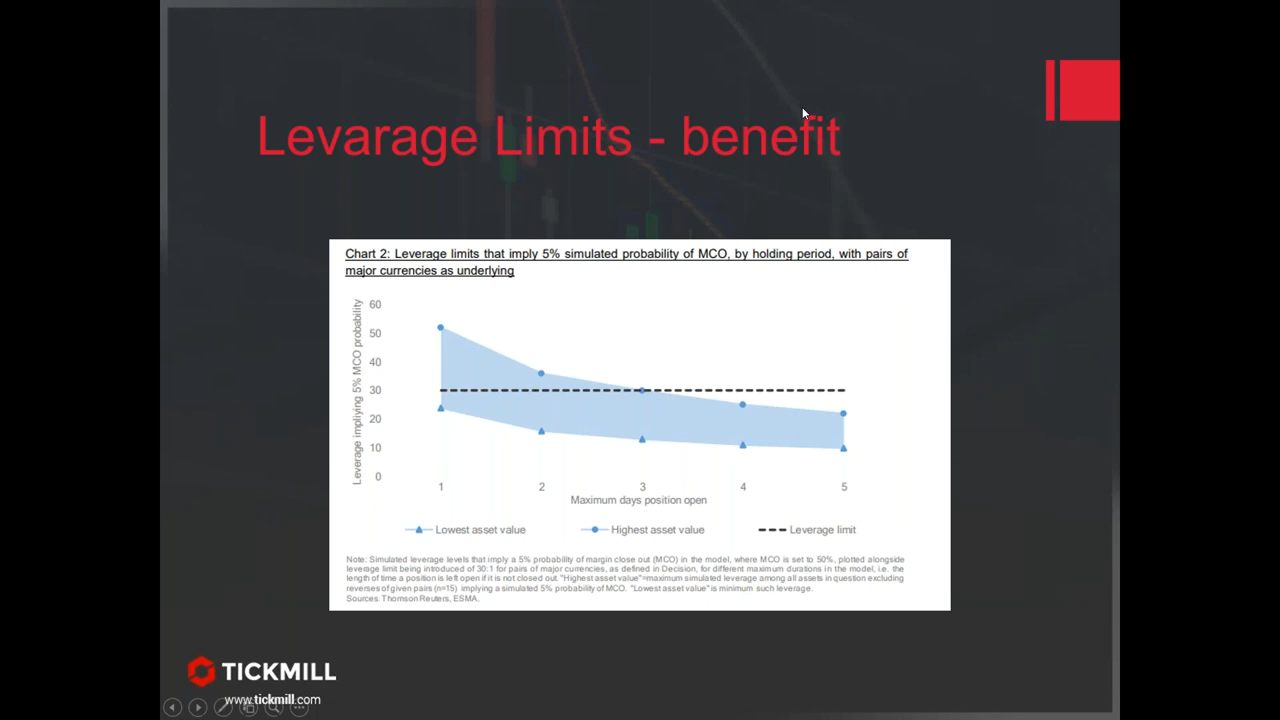 Levarage Limits - benefit
Chart 2: Leverage limits that imply 5% simulated probability of MCO, by holding period, with pairs of
major currencies as underlying
Leverage implying 5% MCO probability
60
50
40
30
20
10
0
1 2 3 4 5
Maximum days position open
Lowest asset value Highest asset value Leverage limit
Note: Simulated leverage levels that imply a 5% probability of margin close out (MCO) in the model, where MCO is set to 50%, plotted alongside
leverage limit being introduced of 30:1 for pairs of major currencies, as defined in Decision, for different maximum durations in the model, i.e. the
length of time a position is left open if it is not closed out. "Highest asset value"=maximum simulated leverage among all assets in question excluding
reverses of given pairs (n=15) implying a simulated 5% probability of MCO. "Lowest asset value" is minimum such leverage.
Sources: Thomson Reuters, ESMA.
TICKMILL
www.tickmill.com